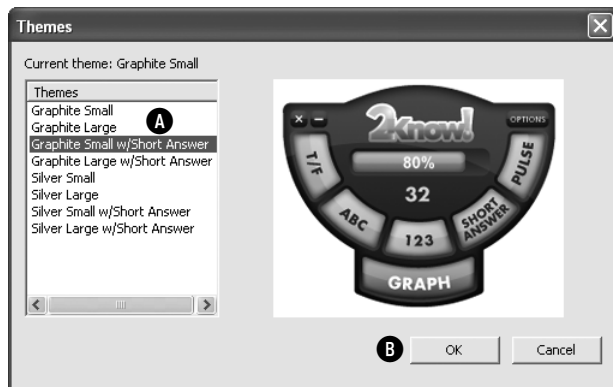 Themes
Current theme: Graphite Small
Themes
Graphite Small
Graphite Large
Graphite Small w/Short Answer
Graphite Large w/Short Answer
Silver Small
Silver Large
Silver Small w/Short Answer
Silver Large w/Short Answer
A
2Know!
OPTIONS
80%
32
T/F
ABC
123
SHORT
ANSWER
PULSE
GRAPH
B
OK
Cancel